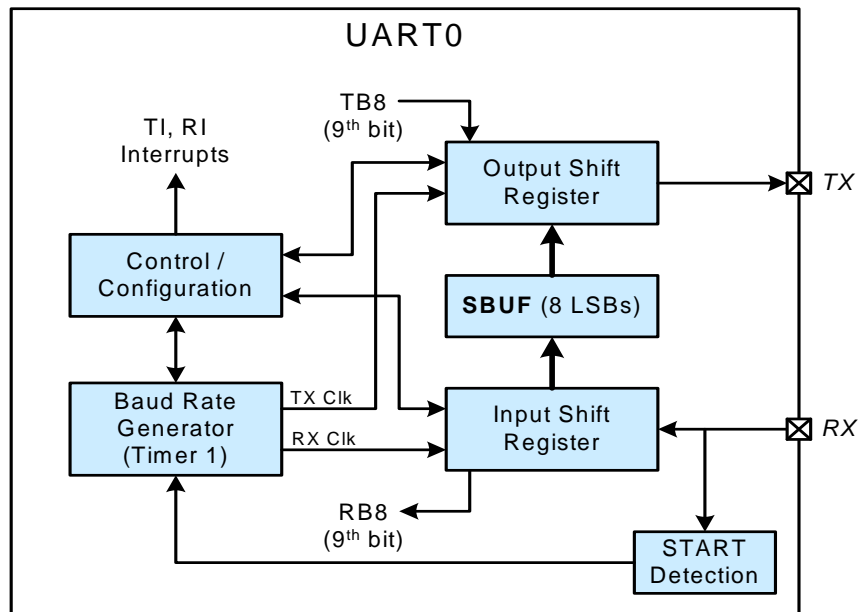 UART0
TB8
(9th bit)
TI, RI
Interrupts
Output Shift
Register
TX
Control /
Configuration
SBUF (8 LSBs)
Baud Rate
Generator
(Timer 1)
TX Clk
RX Clk
Input Shift
Register
RX
RB8
(9th bit)
START
Detection